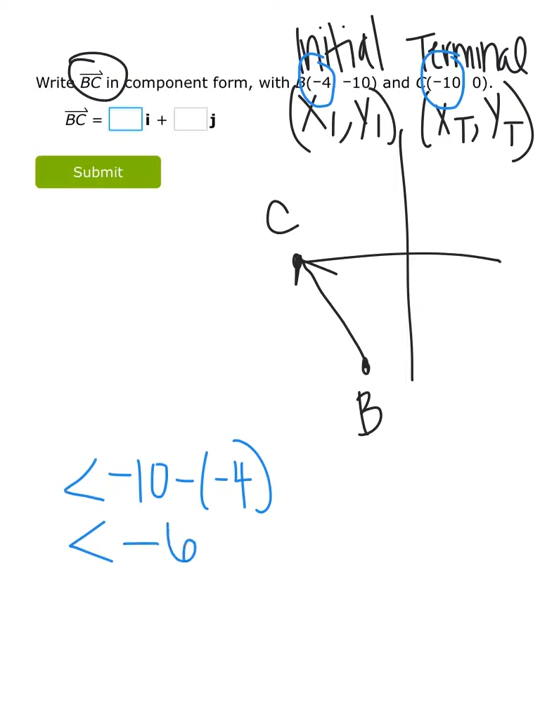 Initial Terminal
Write BC in component form, with B(−4 −10) and C(−10 0).
(X1, Y1) (XT, YT)
BC = i + j
Submit
C
B
< -10 - (-4)
< -6